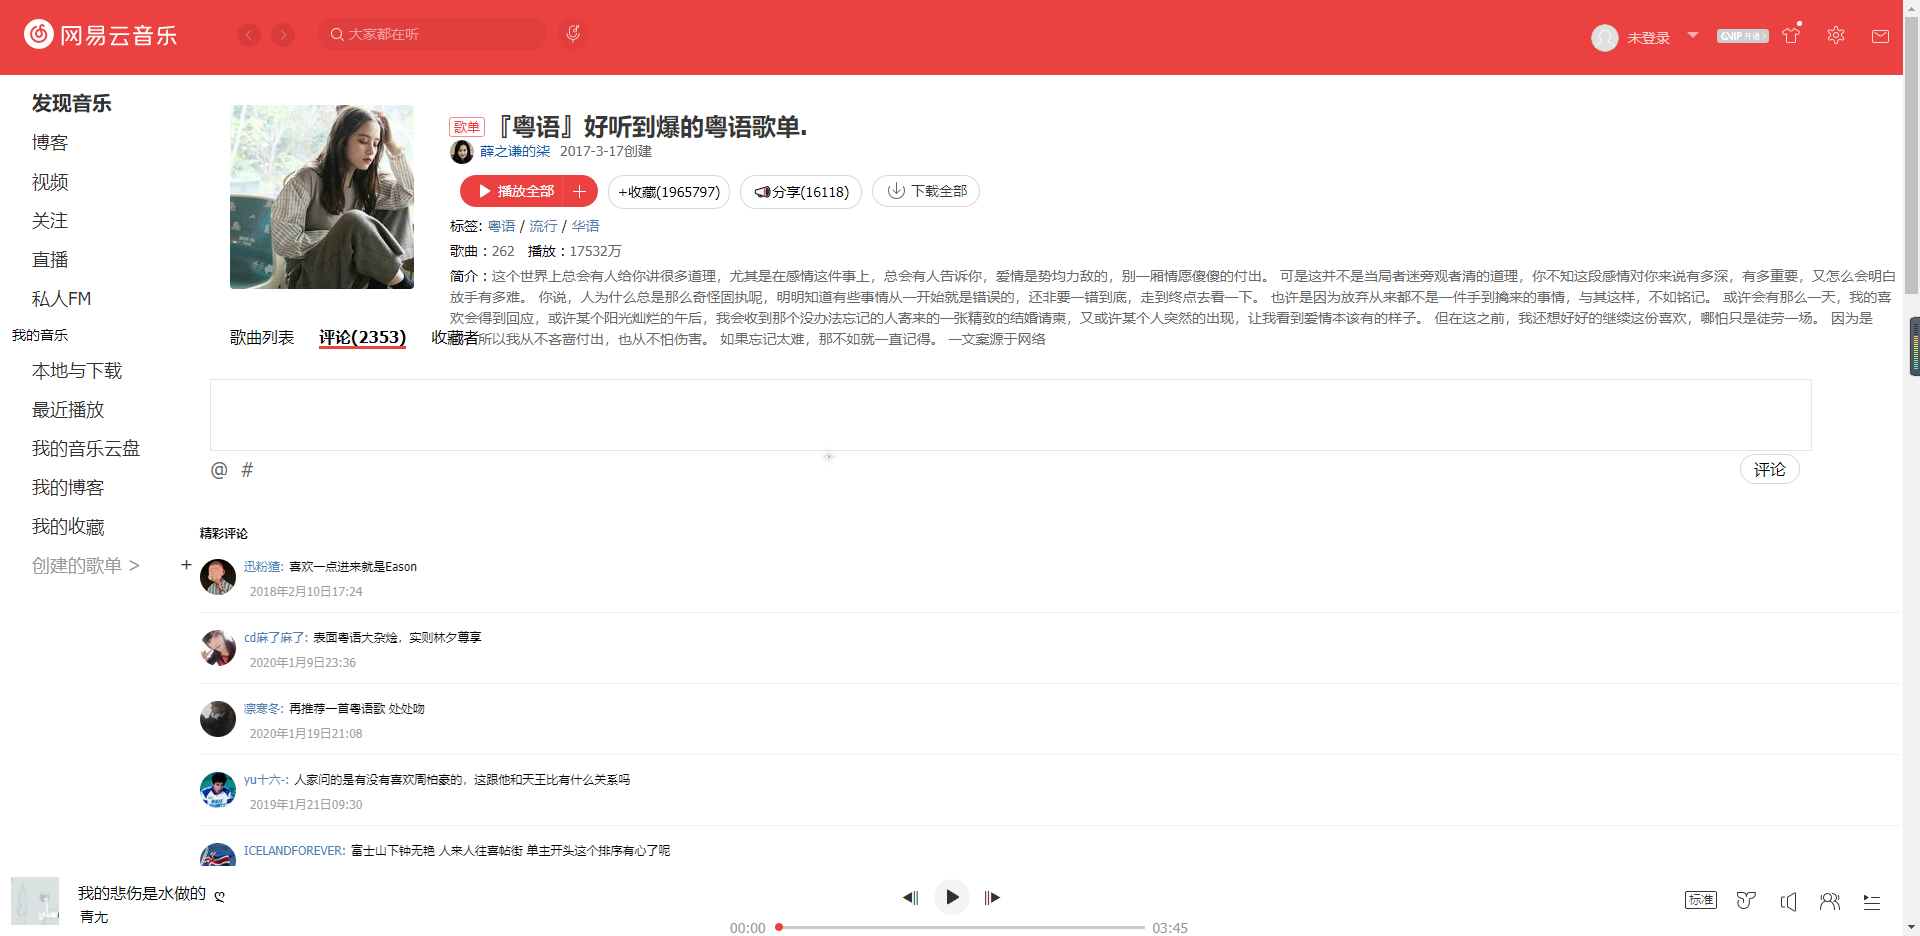 网易云音乐
大家都在听
未登录
VIP开通
发现音乐
博客
视频
关注
直播
私人FM
我的音乐
本地与下载
最近播放
我的音乐云盘
我的博客
我的收藏
创建的歌单 >
+
歌单
『粤语』好听到爆的粤语歌单.
薛之谦的柒 2017-3-17创建
播放全部
+收藏(1965797)
分享(16118)
下载全部
标签: 粤语 / 流行 / 华语
歌曲：262 播放：17532万
简介：这个世界上总会有人给你讲很多道理，尤其是在感情这件事上，总会有人告诉你，爱情是势均力敌的，别一厢情愿傻傻的付出。 可是这并不是当局者迷旁观者清的道理，你不知这段感情对你来说有多深，有多重要，又怎么会明白
放手有多难。 你说，人为什么总是那么奇怪固执呢，明明知道有些事情从一开始就是错误的，还非要一错到底，走到终点去看一下。 也许是因为放弃从来都不是一件手到擒来的事情，与其这样，不如铭记。 或许会有那么一天，我的喜
欢会得到回应，或许某个阳光灿烂的午后，我会收到那个没办法忘记的人寄来的一张精致的结婚请柬，又或许某个人突然的出现，让我看到爱情本该有的样子。 但在这之前，我还想好好的继续这份喜欢，哪怕只是徒劳一场。 因为是
所以我从不吝啬付出，也从不怕伤害。 如果忘记太难，那不如就一直记得。 —文案源于网络
歌曲列表
评论(2353)
收藏者
@ #
评论
精彩评论
迅粉猹: 喜欢一点进来就是Eason
2018年2月10日17:24
cd麻了麻了: 表面粤语大杂烩，实则林夕尊享
2020年1月9日23:36
凛寒冬: 再推荐一首粤语歌 处处吻
2020年1月19日21:08
yu十六-: 人家问的是有没有喜欢周柏豪的，这跟他和天王比有什么关系吗
2019年1月21日09:30
ICELANDFOREVER: 富士山下钟无艳 人来人往喜帖街 单主开头这个排序有心了呢
我的悲伤是水做的 ღ
青尢
00:00
03:45
标准